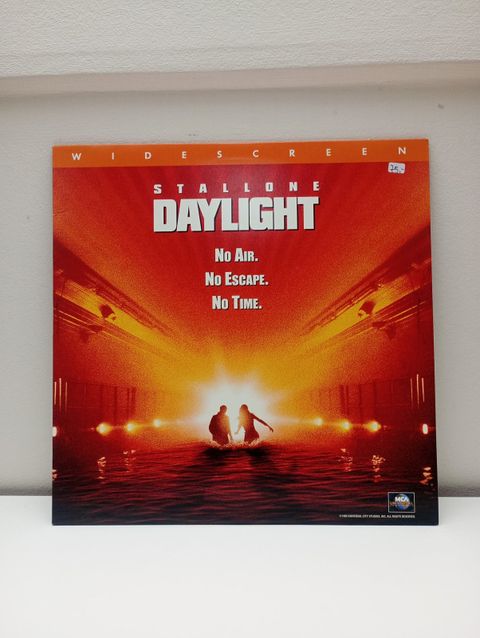 WIDESCREEN
STALLONE
DAYLIGHT
NO AIR.
NO ESCAPE.
NO TIME.
MCA